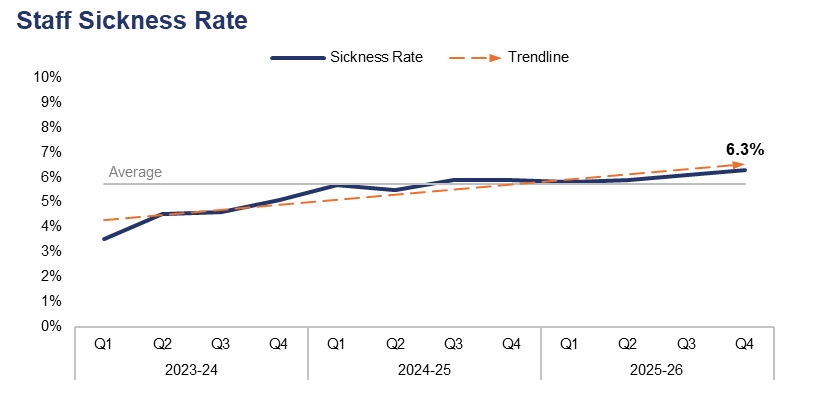 Staff Sickness Rate
Sickness Rate Trendline
10%
9%
8%
7%
6.3%
Average
6%
5%
4%
3%
2%
1%
0%
Q1 Q2 Q3 Q4 Q1 Q2 Q3 Q4 Q1 Q2 Q3 Q4
2023-24 2024-25 2025-26